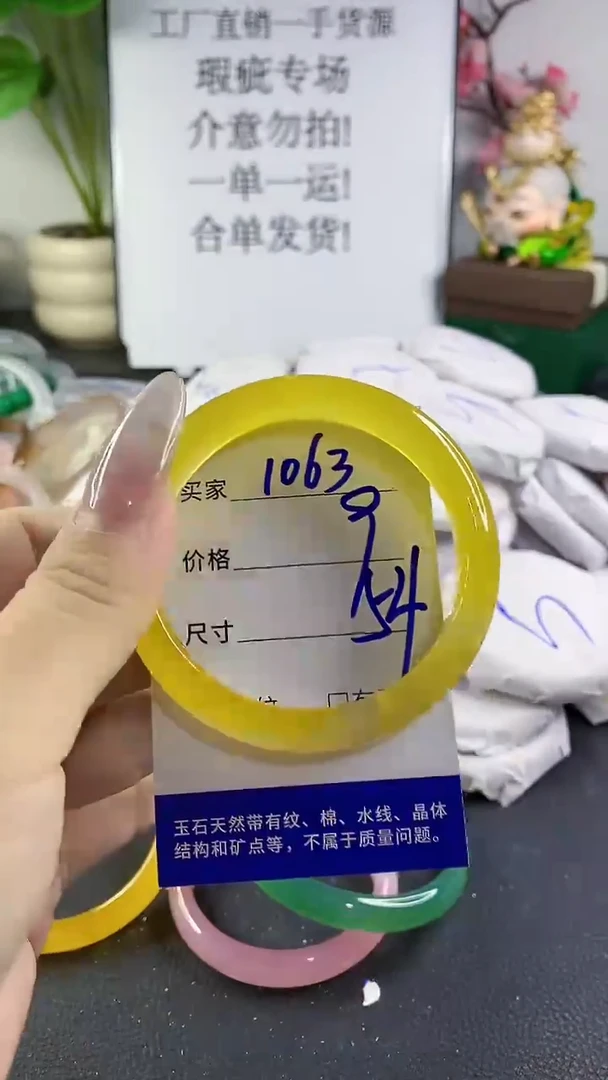 工厂直销一手货源
瑕疵专场
介意勿拍!
一单一运!
合单发货!
买家 1063
价格 9
尺寸 54
玉石天然带有纹、棉、水线、晶体
结构和矿点等，不属于质量问题。